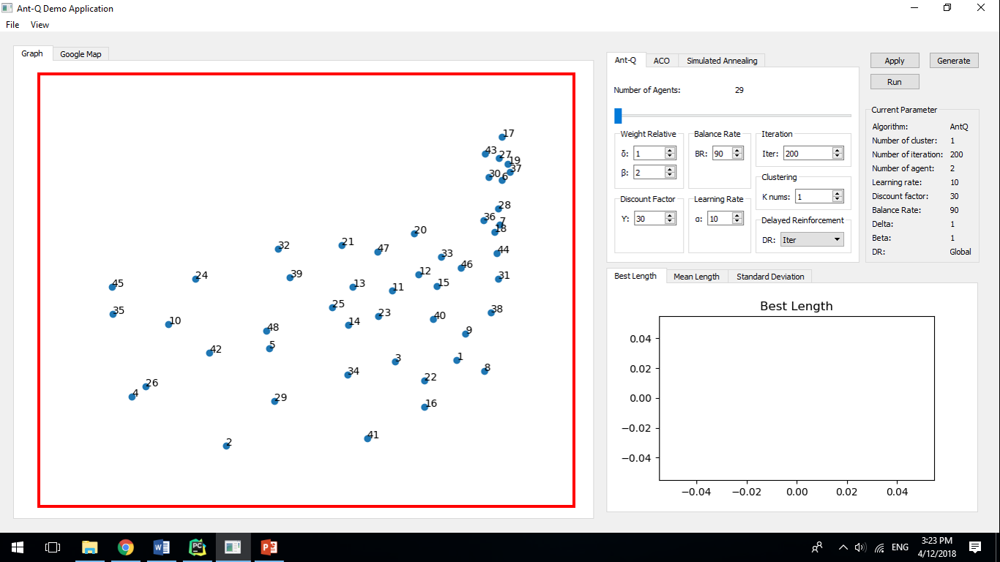 Ant-Q Demo Application
File View
Graph Google Map
17
43 27 19
37
30 6
28
36 7
18
20
21
32
47
33
44
46
12
31
24
39
45
13
15
11
25
38
35
23
40
10
14
48
9
5
42
3
1
8
34
22
26
4
29
16
41
2
Ant-Q ACO Simulated Annealing
Number of Agents: 29
Weight Relative
δ: 1
β: 2
Balance Rate
BR: 90
Iteration
Iter: 200
Clustering
K nums: 1
Discount Factor
Y: 30
Learning Rate
α: 10
Delayed Reinforcement
DR: Iter
Apply Generate
Run
Current Parameter
Algorithm: AntQ
Number of cluster: 1
Number of iteration: 200
Number of agent: 2
Learning rate: 10
Discount factor: 30
Balance Rate: 90
Delta: 1
Beta: 1
DR: Global
Best Length Mean Length Standard Deviation
Best Length
0.04
0.02
0.00
−0.02
−0.04
−0.04 −0.02 0.00 0.02 0.04
W PC P
ENG
3:23 PM
4/12/2018